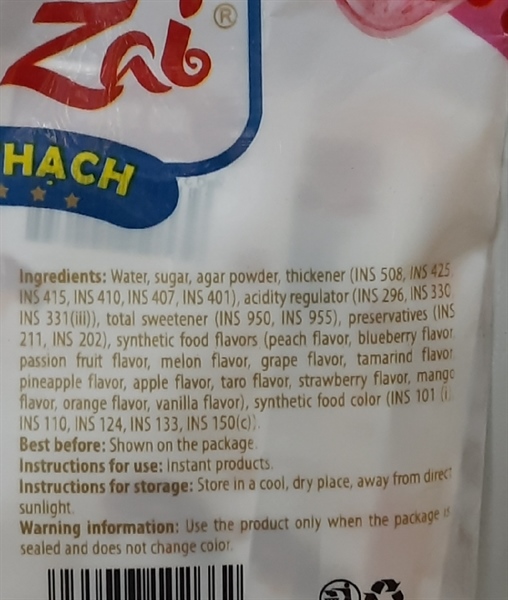 Zai®
HẠCH
Ingredients: Water, sugar, agar powder, thickener (INS 508, INS 425,
INS 415, INS 410, INS 407, INS 401), acidity regulator (INS 296, INS 330,
INS 331(iii)), total sweetener (INS 950, INS 955), preservatives (INS
211, INS 202), synthetic food flavors (peach flavor, blueberry flavor,
passion fruit flavor, melon flavor, grape flavor, tamarind flavor,
pineapple flavor, apple flavor, taro flavor, strawberry flavor, mango
flavor, orange flavor, vanilla flavor), synthetic food color (INS 101 (i),
INS 110, INS 124, INS 133, INS 150(c)).
Best before: Shown on the package.
Instructions for use: Instant products.
Instructions for storage: Store in a cool, dry place, away from direct
sunlight.
Warning information: Use the product only when the package is
sealed and does not change color.